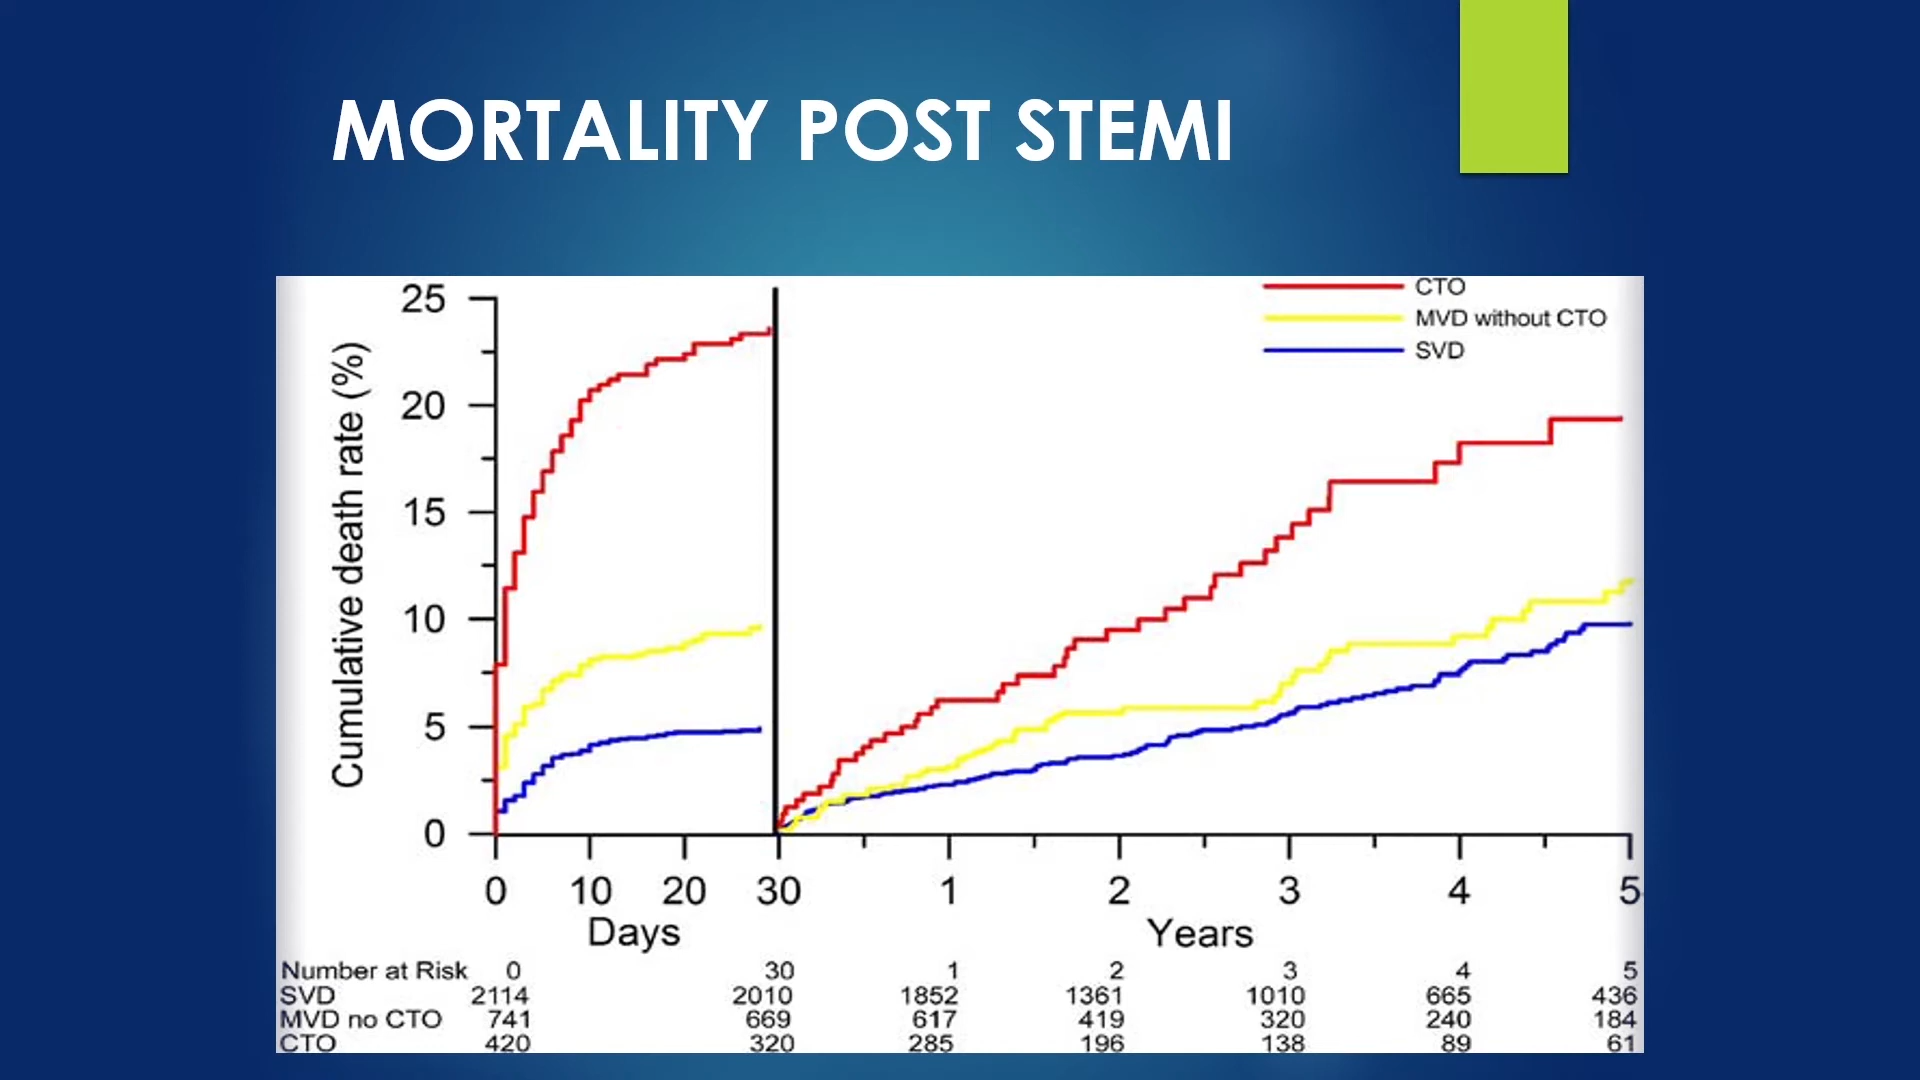 MORTALITY POST STEMI
CTO
MVD without CTO
SVD
Cumulative death rate (%)
25
20
15
10
5
0
0 10 20 30 1 2 3 4 5
Days Years
Number at Risk 0 30 1 2 3 4 5
SVD 2114 2010 1852 1361 1010 665 436
MVD no CTO 741 669 617 419 320 240 184
CTO 420 320 285 196 138 89 61